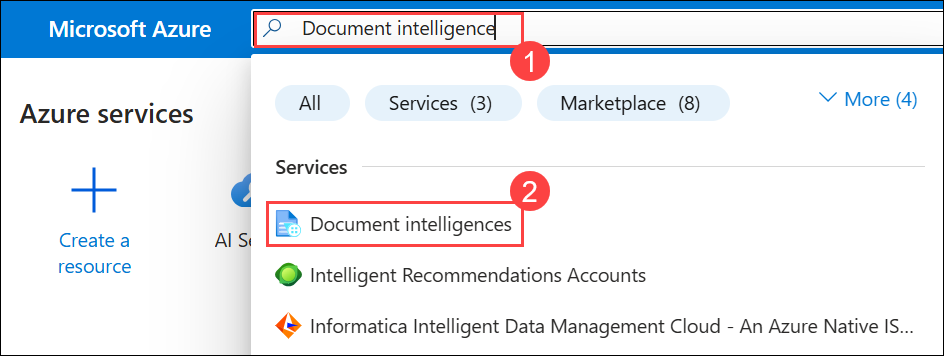 Microsoft Azure
Document intelligence
1
All
Services (3)
Marketplace (8)
More (4)
Azure services
Services
2
Document intelligences
Create a
resource
AI Se
Intelligent Recommendations Accounts
Informatica Intelligent Data Management Cloud - An Azure Native IS...